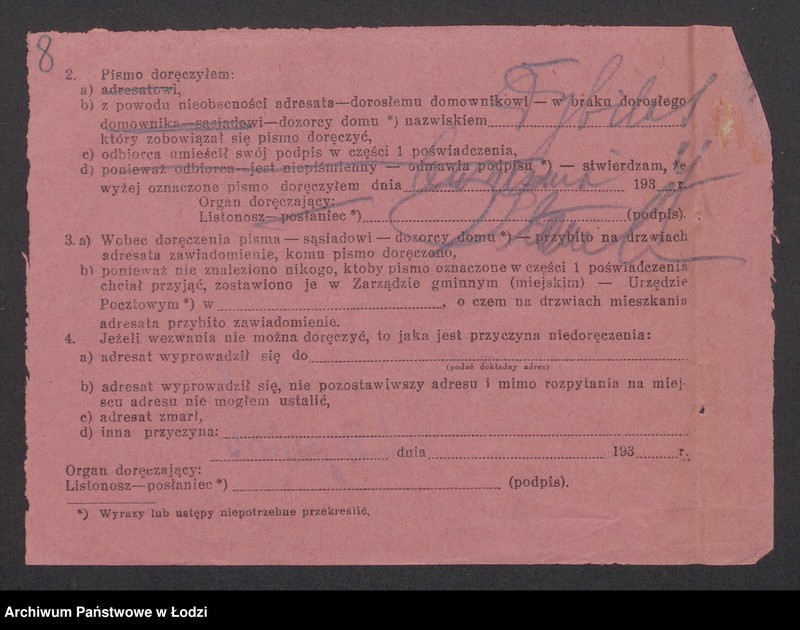 8
2. Pismo doręczyłem:
a) adresatowi,
b) z powodu nieobecności adresata—dorosłemu domownikowi — w braku dorosłego
domownika—sąsiadowi—dozorcy domu *) nazwiskiem
który zobowiązał się pismo doręczyć,
c) odbiorca umieścił swój podpis w części 1 poświadczenia,
d) ponieważ odbiorca—jest niepiśmienny — odmawia podpisu *) — stwierdzam, że
wyżej oznaczone pismo doręczyłem dnia 193 r.
Organ doręczający:
Listonosz—posłaniec *) (podpis).
3. a) Wobec doręczenia pisma — sąsiadowi — dozorcy domu *) — przybito na drzwiach
adresata zawiadomienie, komu pismo doręczono,
b) ponieważ nie znaleziono nikogo, ktoby pismo oznaczone w części 1 poświadczenia
chciał przyjąć, zostawiono je w Zarządzie gminnym (miejskim) — Urzędzie
Pocztowym *) w , o czem na drzwiach mieszkania
adresata przybito zawiadomienie.
4. Jeżeli wezwania nie można doręczyć, to jaka jest przyczyna niedoręczenia:
a) adresat wyprowadził się do
(podać dokładny adres)
b) adresat wyprowadził się, nie pozostawiwszy adresu i mimo rozpytania na miej-
scu adresu nie mogłem ustalić,
c) adresat zmarł,
d) inna przyczyna:
dnia 193 r.
Organ doręczający:
Listonosz—posłaniec *) (podpis).
*) Wyrazy lub ustępy niepotrzebne przekreślić.
Archiwum Państwowe w Łodzi